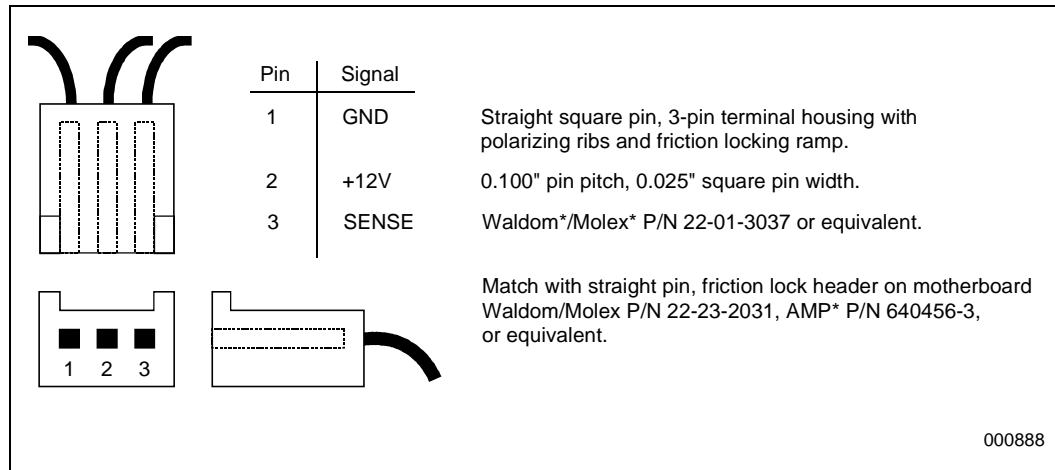 Pin Signal
1 GND Straight square pin, 3-pin terminal housing with
polarizing ribs and friction locking ramp.
2 +12V 0.100" pin pitch, 0.025" square pin width.
3 SENSE Waldom*/Molex* P/N 22-01-3037 or equivalent.
Match with straight pin, friction lock header on motherboard
Waldom/Molex P/N 22-23-2031, AMP* P/N 640456-3,
or equivalent.
1 2 3
000888